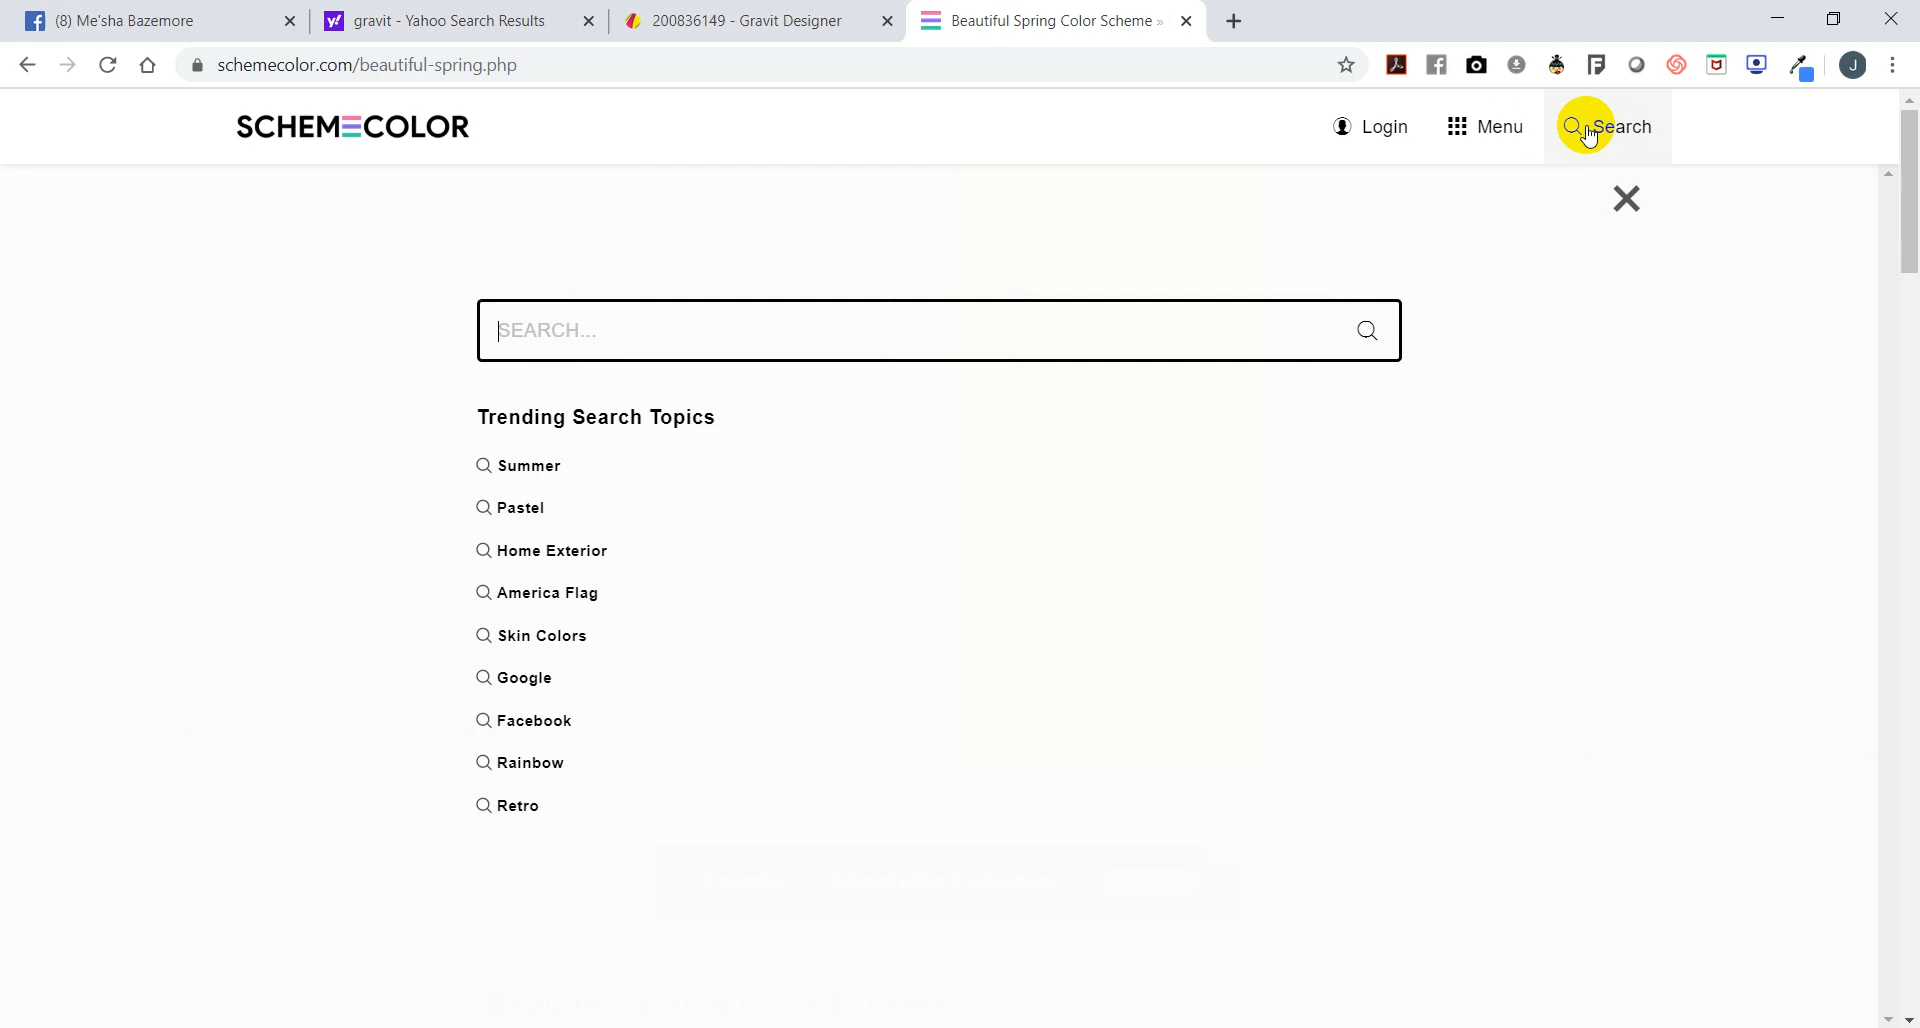 (8) Me'sha Bazemore
gravit - Yahoo Search Results
200836149 - Gravit Designer
Beautiful Spring Color Scheme »
schemecolor.com/beautiful-spring.php
J
SCHEMECOLOR
Login
Menu
Search
SEARCH...
Trending Search Topics
Summer
Pastel
Home Exterior
America Flag
Skin Colors
Google
Facebook
Rainbow
Retro